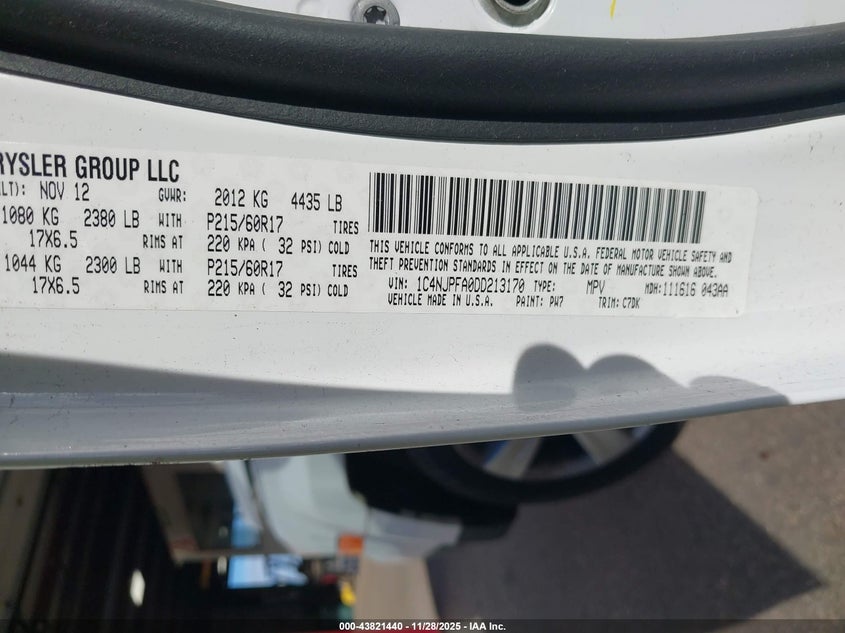 RYSLER GROUP LLC
LT): NOV 12 GVWR: 2012 KG 4435 LB
1080 KG 2380 LB WITH P215/60R17 TIRES
17X6.5 RIMS AT 220 KPA ( 32 PSI) COLD
1044 KG 2300 LB WITH P215/60R17 TIRES
17X6.5 RIMS AT 220 KPA ( 32 PSI) COLD
THIS VEHICLE CONFORMS TO ALL APPLICABLE U.S.A. FEDERAL MOTOR VEHICLE SAFETY AND
THEFT PREVENTION STANDARDS IN EFFECT ON THE DATE OF MANUFACTURE SHOWN ABOVE.
VIN: 1C4NJPFA0DD213170 TYPE: MPV MDH:111616 043AA
VEHICLE MADE IN U.S.A. PAINT: PW7 TRIM: C7DK
000-43821440 - 11/28/2025 - IAA Inc.